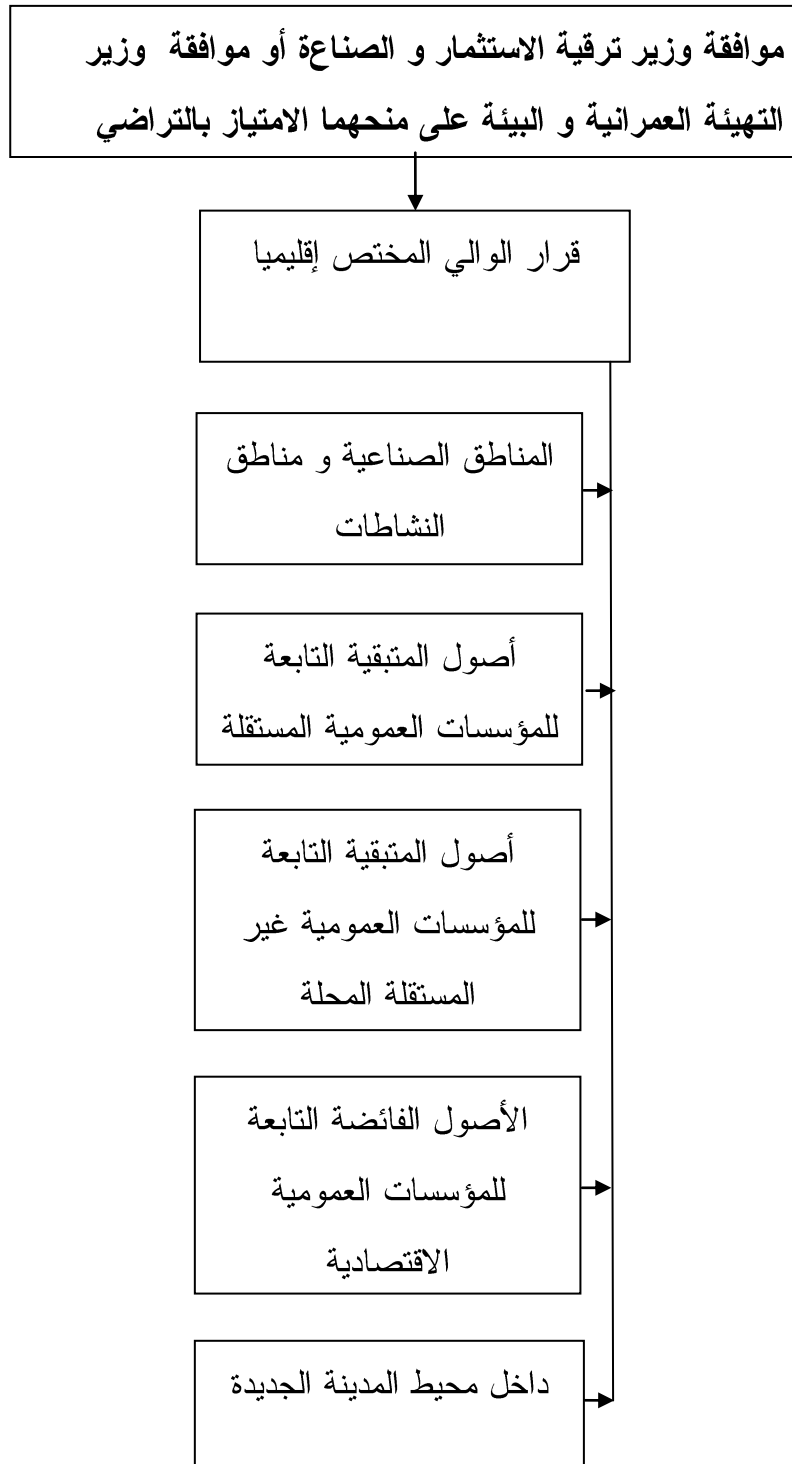 موافقة وزير ترقية الاستثمار و الصناعة أو موافقة وزير
التهيئة العمرانية و البيئة على منحهما الامتياز بالتراضي
قرار الوالي المختص إقليميا
المناطق الصناعية و مناطق
النشاطات
أصول المتبقية التابعة
للمؤسسات العمومية المستقلة
أصول المتبقية التابعة
للمؤسسات العمومية غير
المستقلة المحلة
الأصول الفائضة التابعة
للمؤسسات العمومية
الاقتصادية
داخل محيط المدينة الجديدة